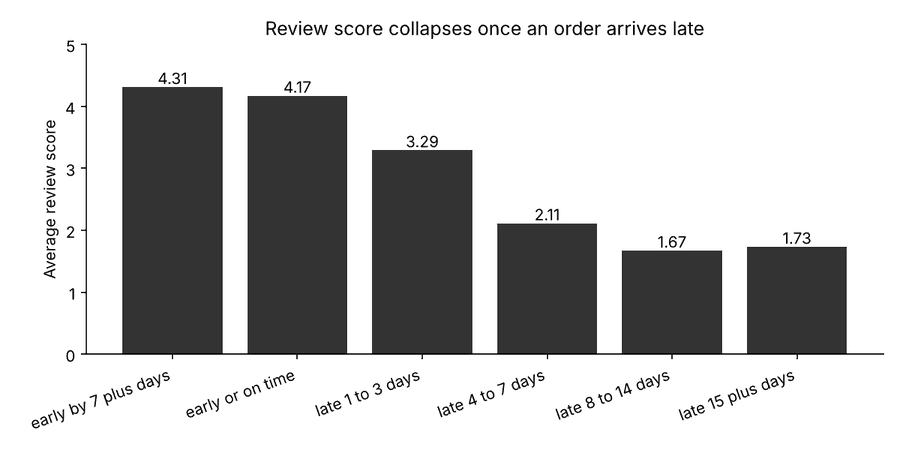 Review score collapses once an order arrives late
Average review score
5
4
3
2
1
0
4.31
4.17
3.29
2.11
1.67
1.73
early by 7 plus days
early or on time
late 1 to 3 days
late 4 to 7 days
late 8 to 14 days
late 15 plus days